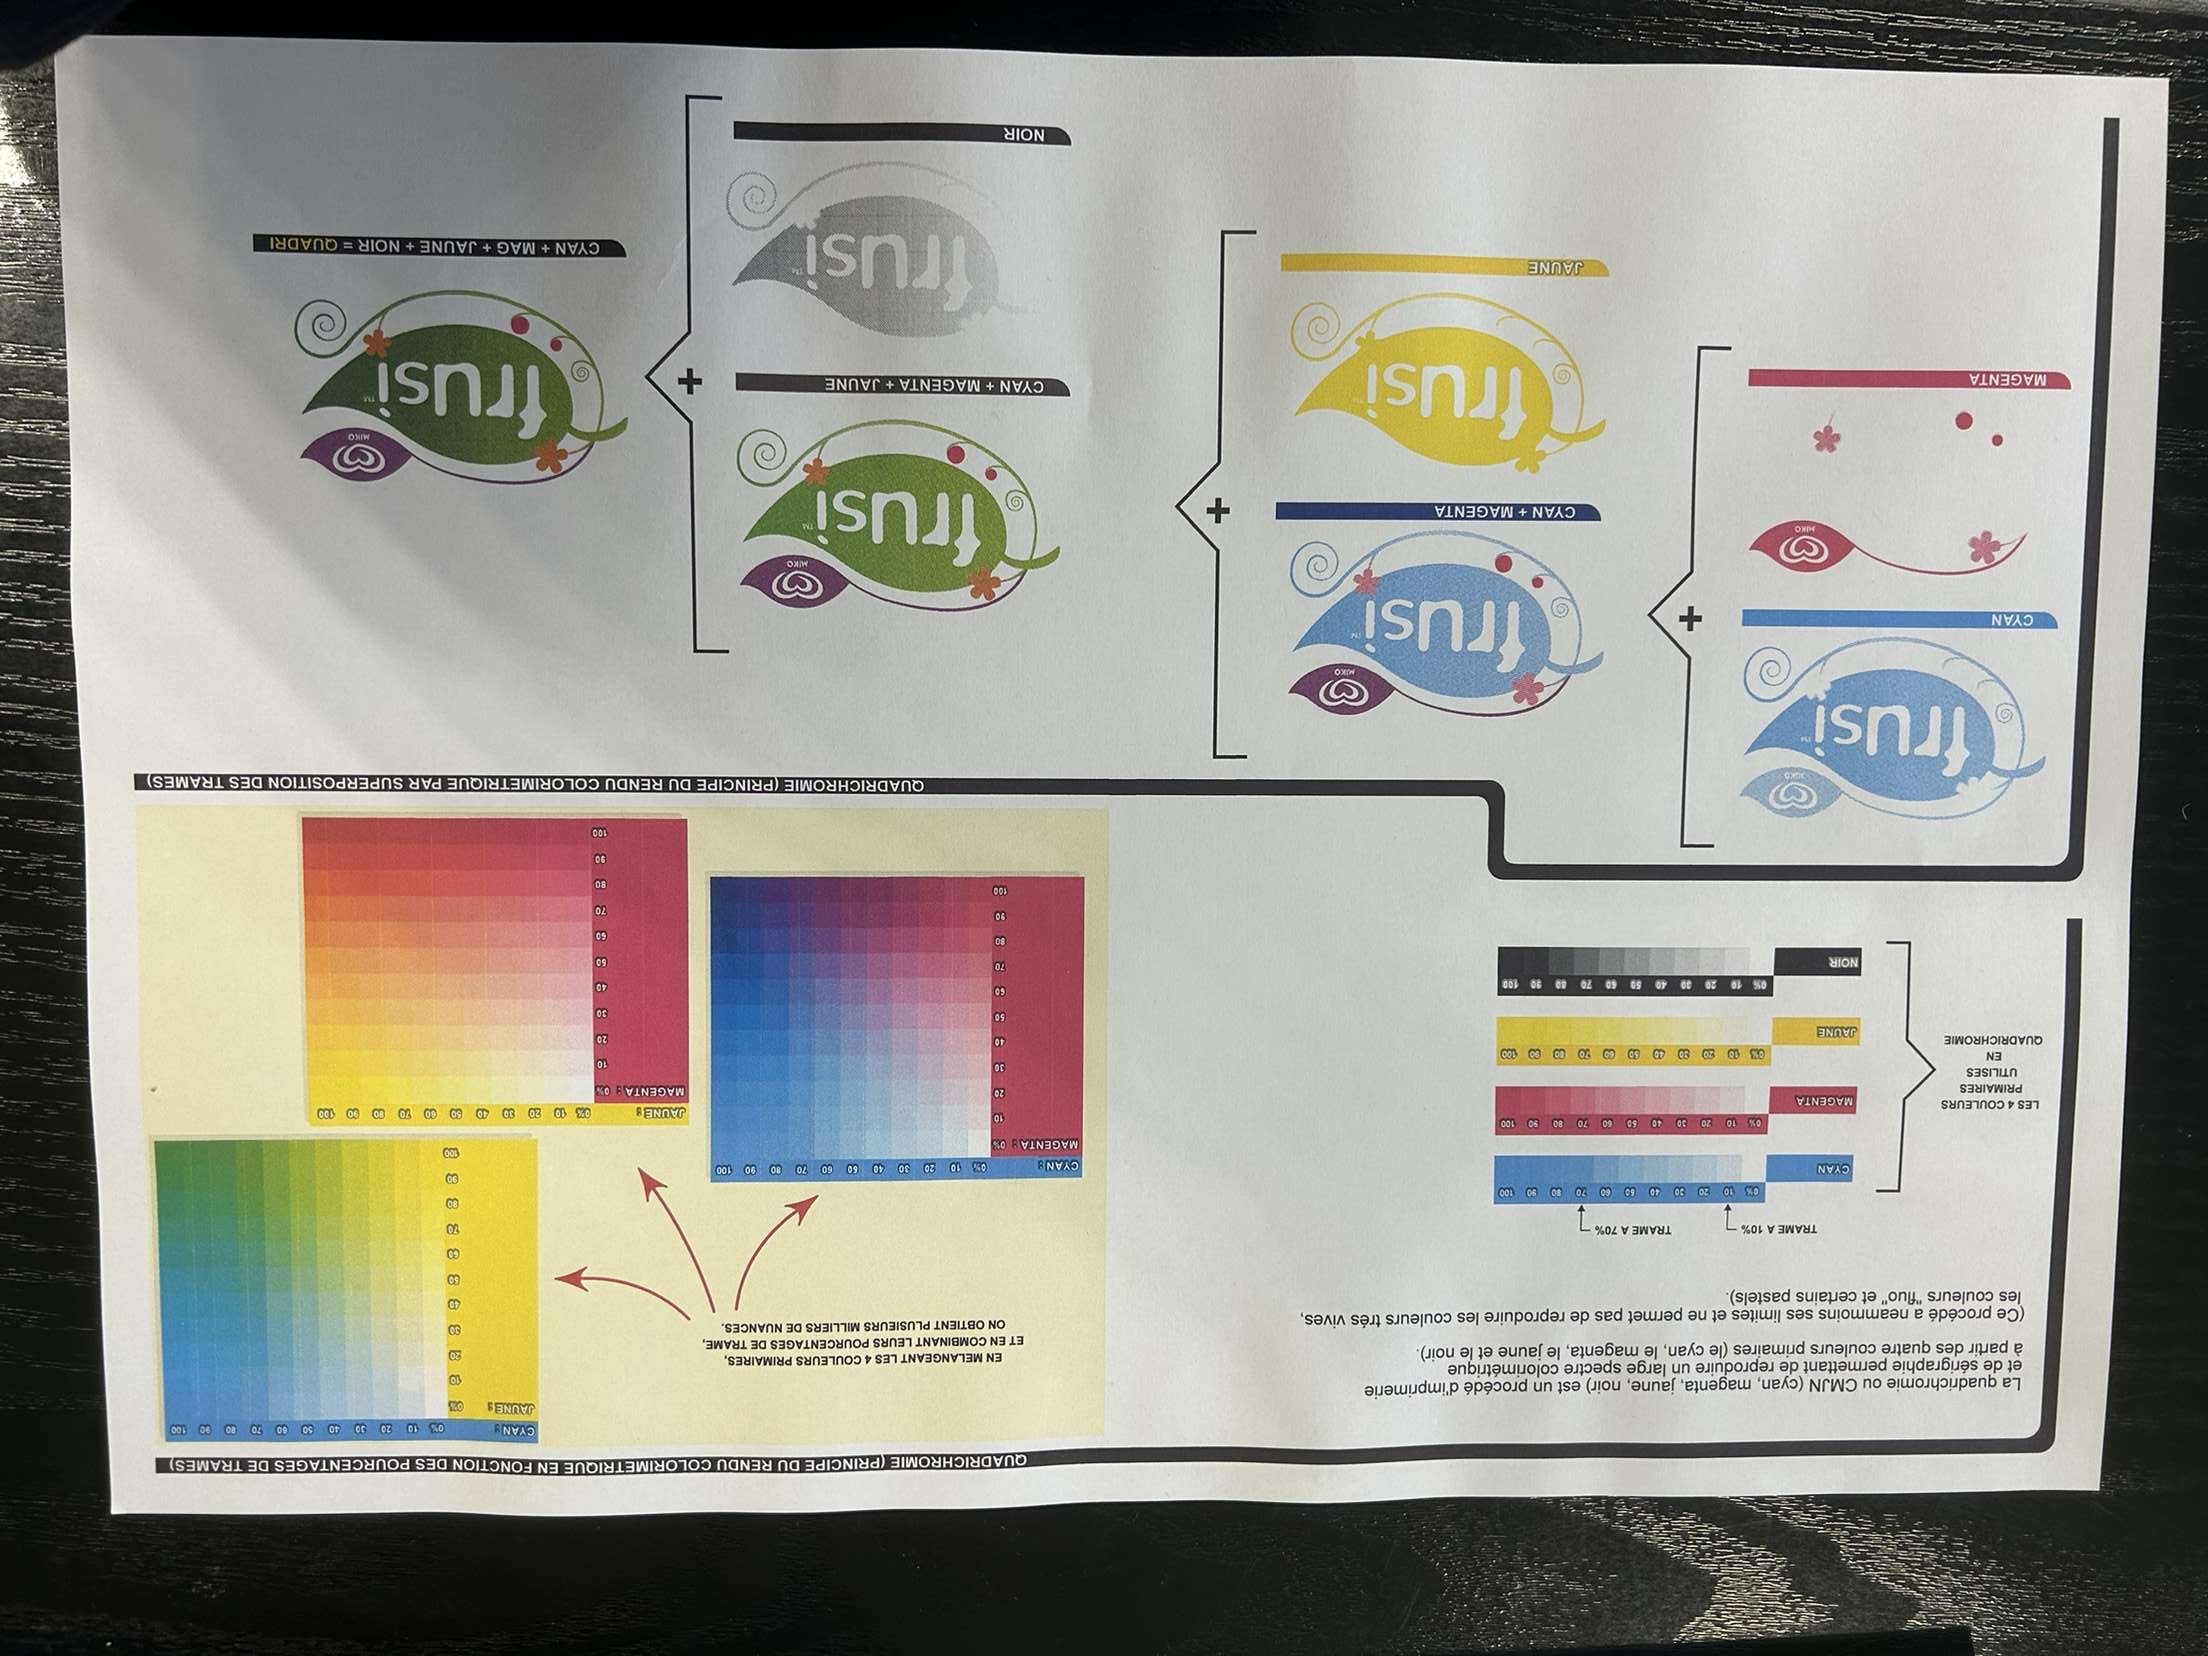 QUADRICHROMIE (PRINCIPE DU RENDU COLORIMETRIQUE EN FONCTION DES POURCENTAGES DE TRAMES)
La quadrichromie ou CMJN (cyan, magenta, jaune, noir) est un procédé d'imprimerie
et de sérigraphie permettant de reproduire un large spectre colorimétrique
à partir des quatre couleurs primaires (le cyan, le magenta, le jaune et le noir).
(Ce procédé a neammoins ses limites et ne permet pas de reproduire les couleurs trés vives,
les couleurs "fluo" et certains pastels).
TRAME A 10%
TRAME A 70%
LES 4 COULEURS
PRIMAIRES
UTILISES
EN
QUADRICHROMIE
0% 10 20 30 40 50 60 70 80 90 100
CYAN
0% 10 20 30 40 50 60 70 80 90 100
MAGENTA
0% 10 20 30 40 50 60 70 80 90 100
JAUNE
0% 10 20 30 40 50 60 70 80 90 100
NOIR
EN MELANGEANT LES 4 COULEURS PRIMAIRES,
ET EN COMBINANT LEURS POURCENTAGES DE TRAME,
ON OBTIENT PLUSIEURS MILLIERS DE NUANCES.
CYAN : 0% 10 20 30 40 50 60 70 80 90 100
JAUNE : 0%
10
20
30
40
50
60
70
80
90
100
CYAN : 0% 10 20 30 40 50 60 70 80 90 100
MAGENTA : 0%
10
20
30
40
50
60
70
80
90
100
JAUNE : 0% 10 20 30 40 50 60 70 80 90 100
MAGENTA : 0%
10
20
30
40
50
60
70
80
90
100
QUADRICHROMIE (PRINCIPE DU RENDU COLORIMETRIQUE PAR SUPERPOSITION DES TRAMES)
MIKO
frusi™
CYAN
MIKO
MAGENTA
+
MIKO
frusi™
CYAN + MAGENTA
frusi™
JAUNE
+
MIKO
frusi™
CYAN + MAGENTA + JAUNE
frusi™
NOIR
+
MIKO
frusi™
CYAN + MAG + JAUNE + NOIR = QUADRI